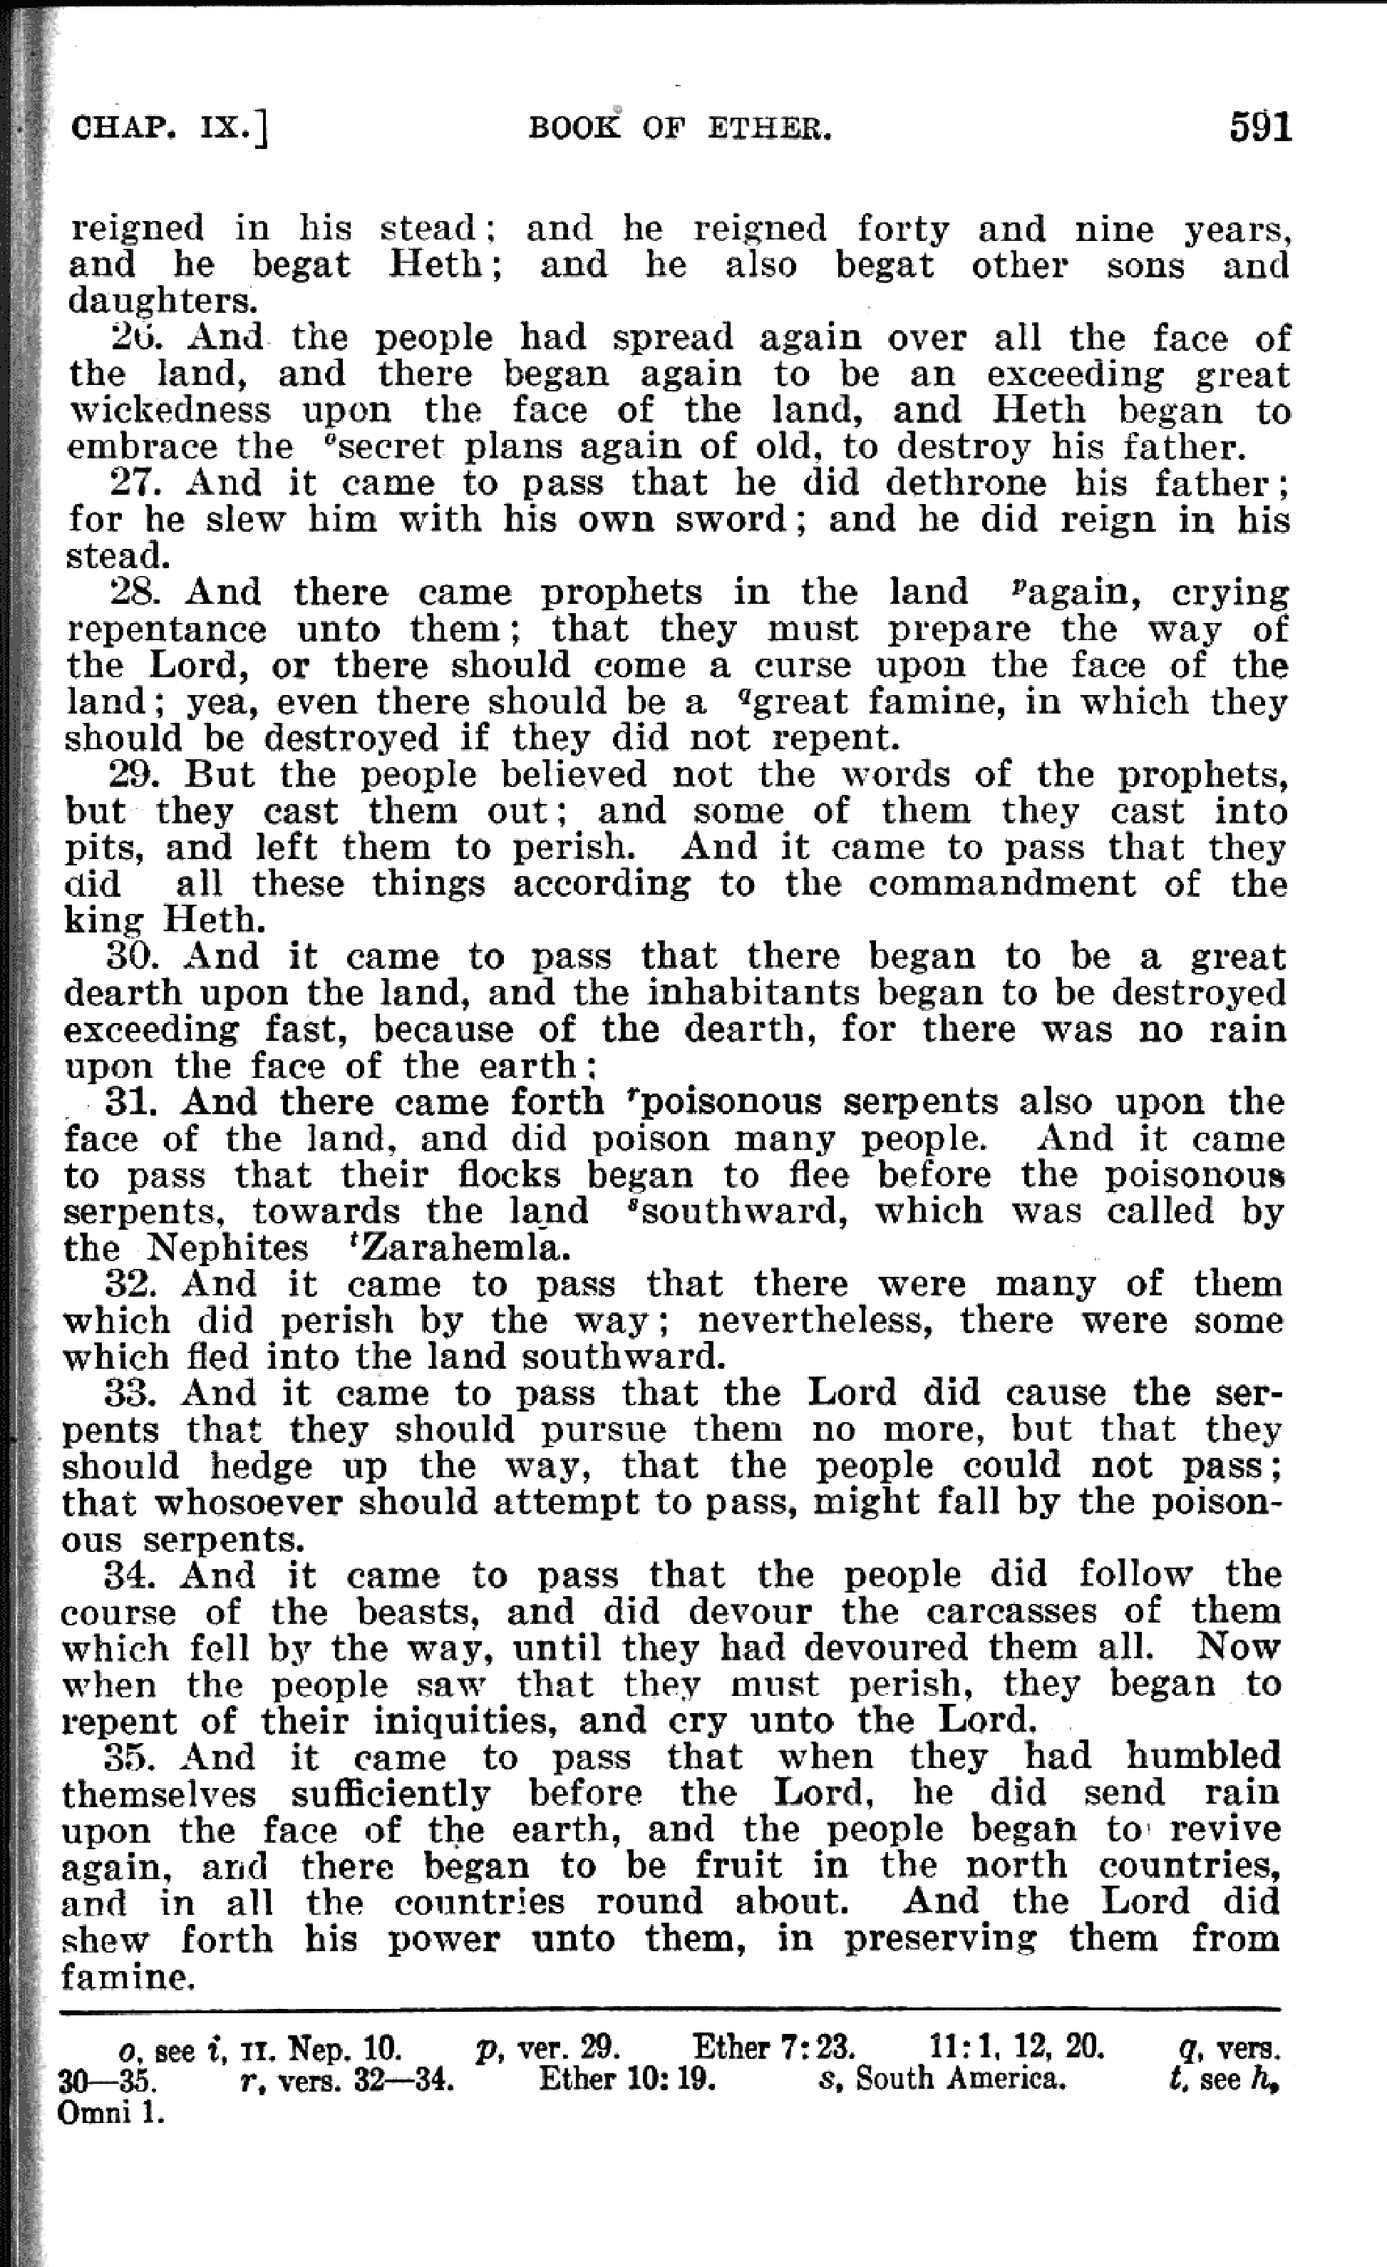 CHAP. IX.] BOOK OF ETHER. 591
reigned in his stead; and he reigned forty and nine years,
and he begat Heth; and he also begat other sons and
daughters.
26. And the people had spread again over all the face of
the land, and there began again to be an exceeding great
wickedness upon the face of the land, and Heth began to
embrace the ᵒsecret plans again of old, to destroy his father.
27. And it came to pass that he did dethrone his father;
for he slew him with his own sword; and he did reign in his
stead.
28. And there came prophets in the land ᵖagain, crying
repentance unto them; that they must prepare the way of
the Lord, or there should come a curse upon the face of the
land; yea, even there should be a qgreat famine, in which they
should be destroyed if they did not repent.
29. But the people believed not the words of the prophets,
but they cast them out; and some of them they cast into
pits, and left them to perish. And it came to pass that they
did all these things according to the commandment of the
king Heth.
30. And it came to pass that there began to be a great
dearth upon the land, and the inhabitants began to be destroyed
exceeding fast, because of the dearth, for there was no rain
upon the face of the earth;
31. And there came forth ʳpoisonous serpents also upon the
face of the land, and did poison many people. And it came
to pass that their flocks began to flee before the poisonous
serpents, towards the land ˢsouthward, which was called by
the Nephites ᵗZarahemla.
32. And it came to pass that there were many of them
which did perish by the way; nevertheless, there were some
which fled into the land southward.
33. And it came to pass that the Lord did cause the ser-
pents that they should pursue them no more, but that they
should hedge up the way, that the people could not pass;
that whosoever should attempt to pass, might fall by the poison-
ous serpents.
34. And it came to pass that the people did follow the
course of the beasts, and did devour the carcasses of them
which fell by the way, until they had devoured them all. Now
when the people saw that they must perish, they began to
repent of their iniquities, and cry unto the Lord.
35. And it came to pass that when they had humbled
themselves sufficiently before the Lord, he did send rain
upon the face of the earth, and the people began to revive
again, and there began to be fruit in the north countries,
and in all the countries round about. And the Lord did
shew forth his power unto them, in preserving them from
famine.
o, see i, II. Nep. 10. p, ver. 29. Ether 7: 23. 11: 1, 12, 20. q, vers.
30—35. r, vers. 32—34. Ether 10: 19. s, South America. t, see h,
Omni 1.